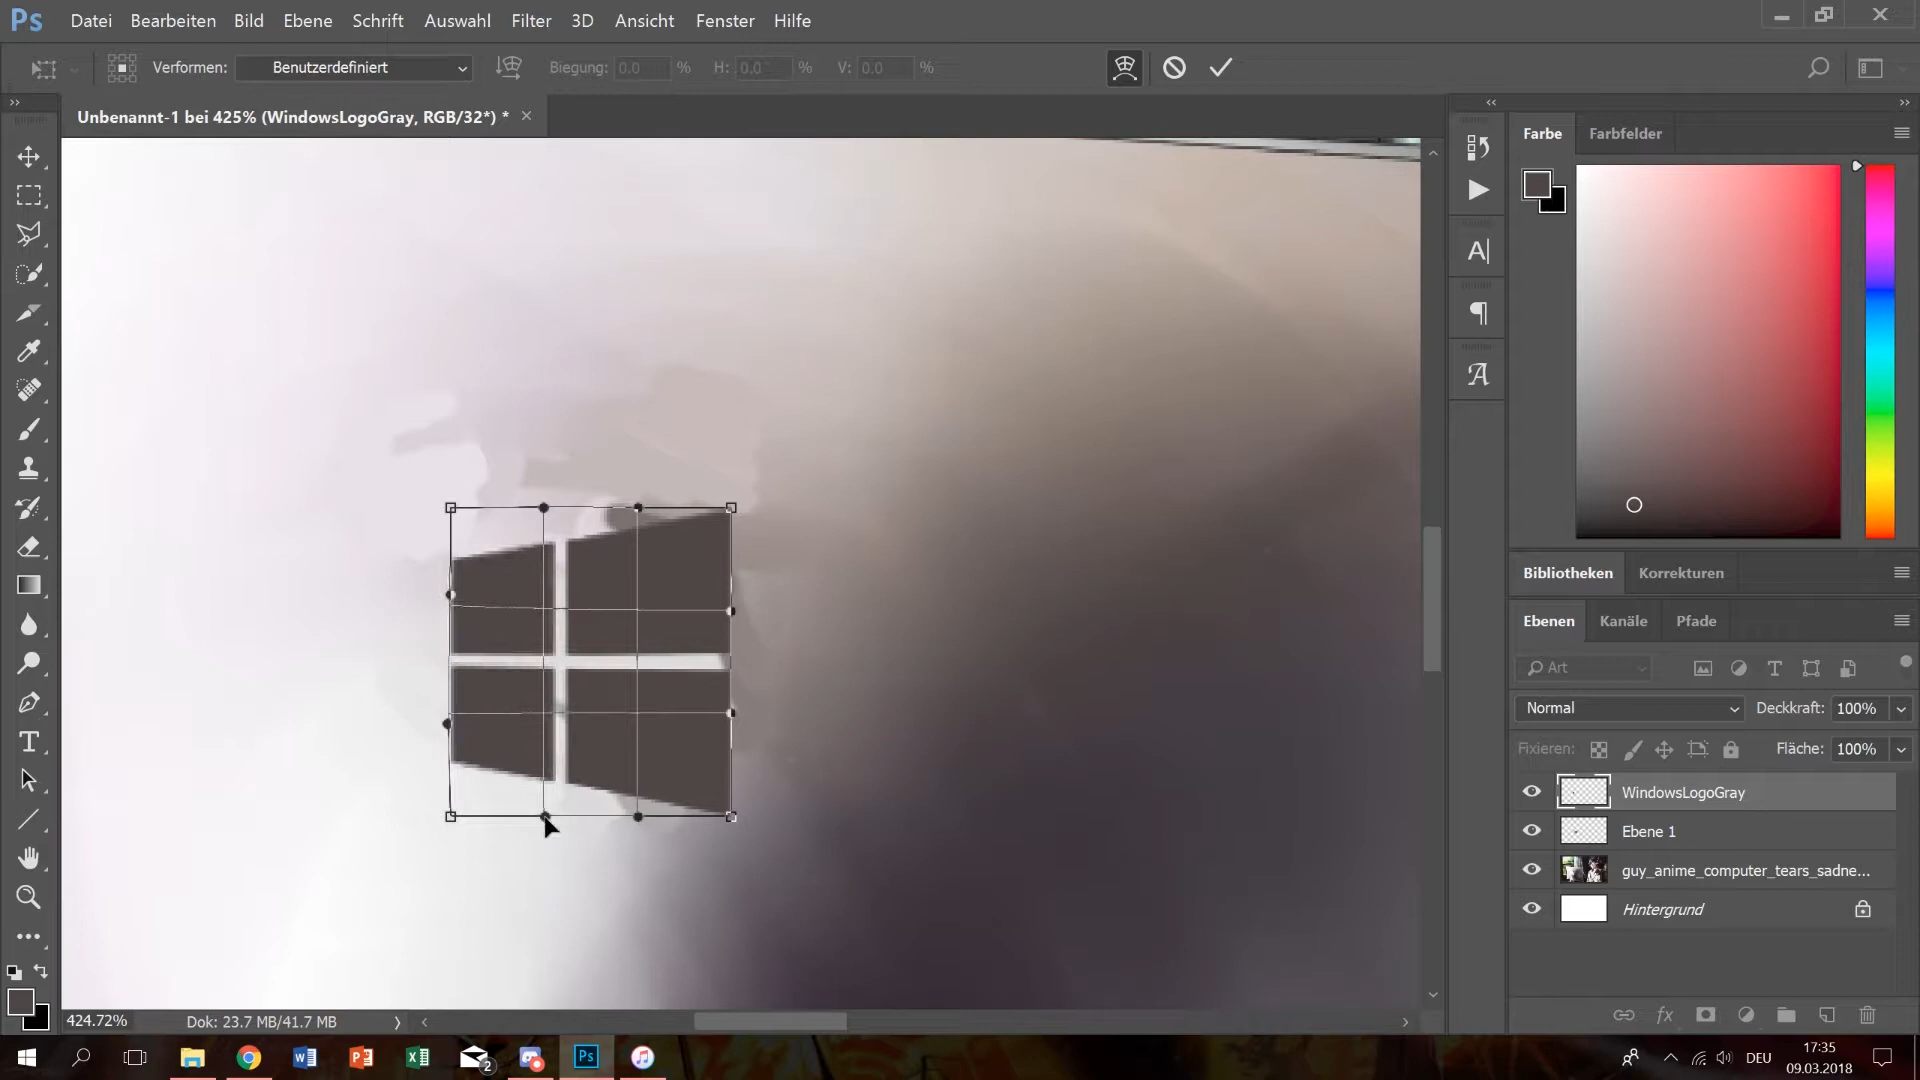 Ps Datei Bearbeiten Bild Ebene Schrift Auswahl Filter 3D Ansicht Fenster Hilfe
Verformen: Benutzerdefiniert Biegung: 0.0 % H: 0.0 % V: 0.0 %
Unbenannt-1 bei 425% (WindowsLogoGray, RGB/32*) *
Farbe Farbfelder
Bibliotheken Korrekturen
Ebenen Kanäle Pfade
Art
Normal Deckkraft: 100%
Fixieren: Fläche: 100%
WindowsLogoGray
Ebene 1
guy_anime_computer_tears_sadne...
Hintergrund
fx
424.72% Dok: 23.7 MB/41.7 MB
2 Ps DEU 17:35
09.03.2018